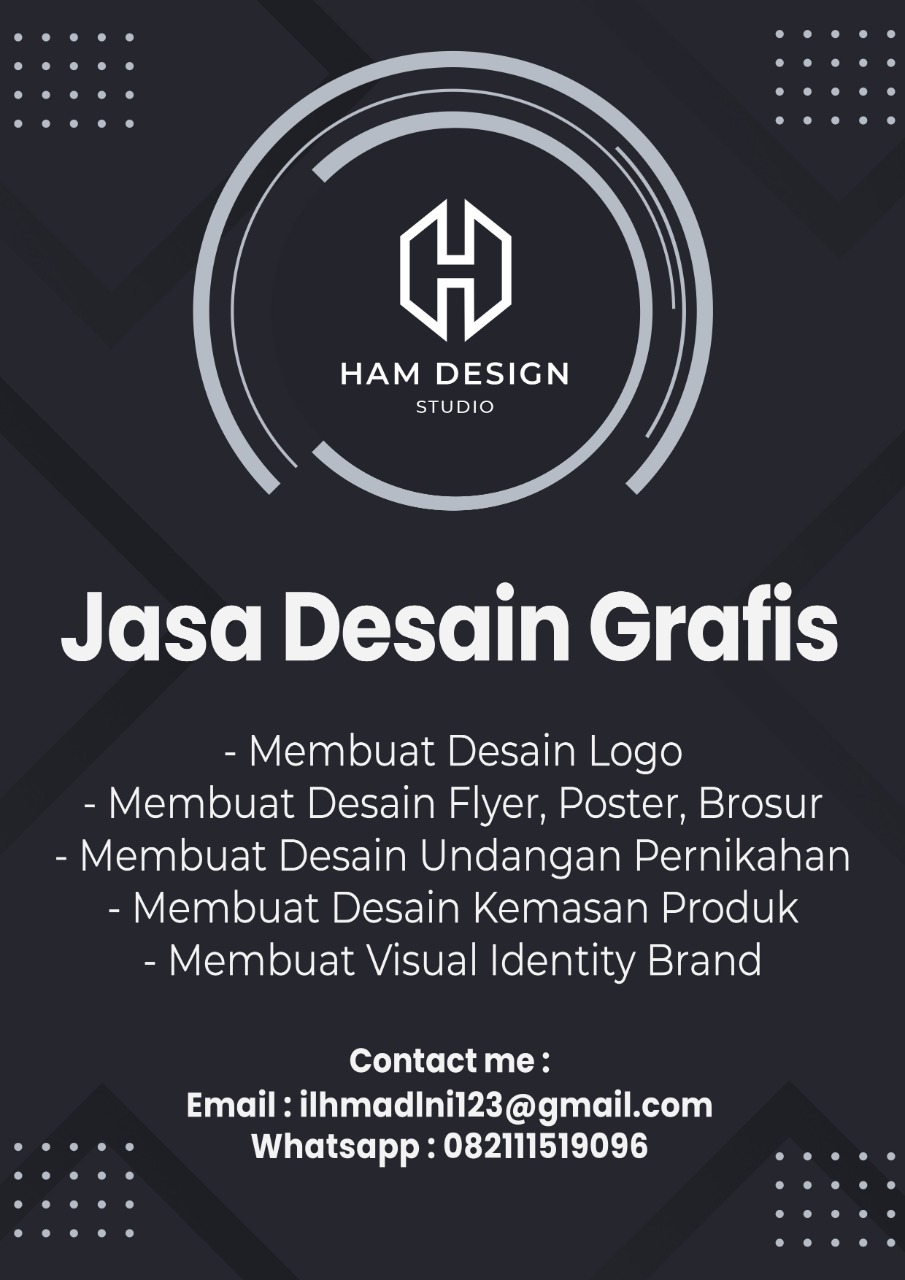 HAM DESIGN
STUDIO
Jasa Desain Grafis
- Membuat Desain Logo
- Membuat Desain Flyer, Poster, Brosur
- Membuat Desain Undangan Pernikahan
- Membuat Desain Kemasan Produk
- Membuat Visual Identity Brand
Contact me :
Email : ilhmadlni123@gmail.com
Whatsapp : 082111519096